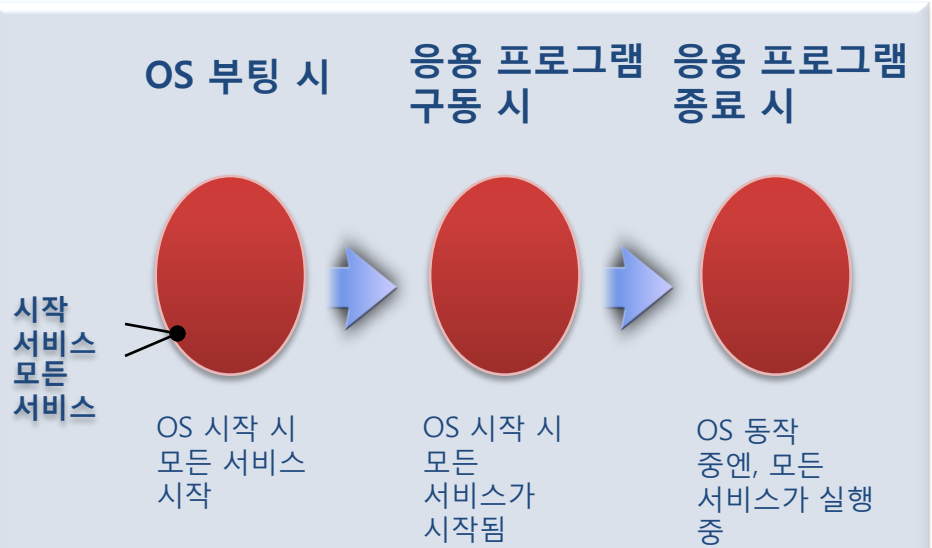 OS 부팅 시
응용 프로그램
구동 시
응용 프로그램
종료 시
시작
서비스
모든
서비스
OS 시작 시
모든 서비스
시작
OS 시작 시
모든
서비스가
시작됨
OS 동작
중엔, 모든
서비스가 실행
중